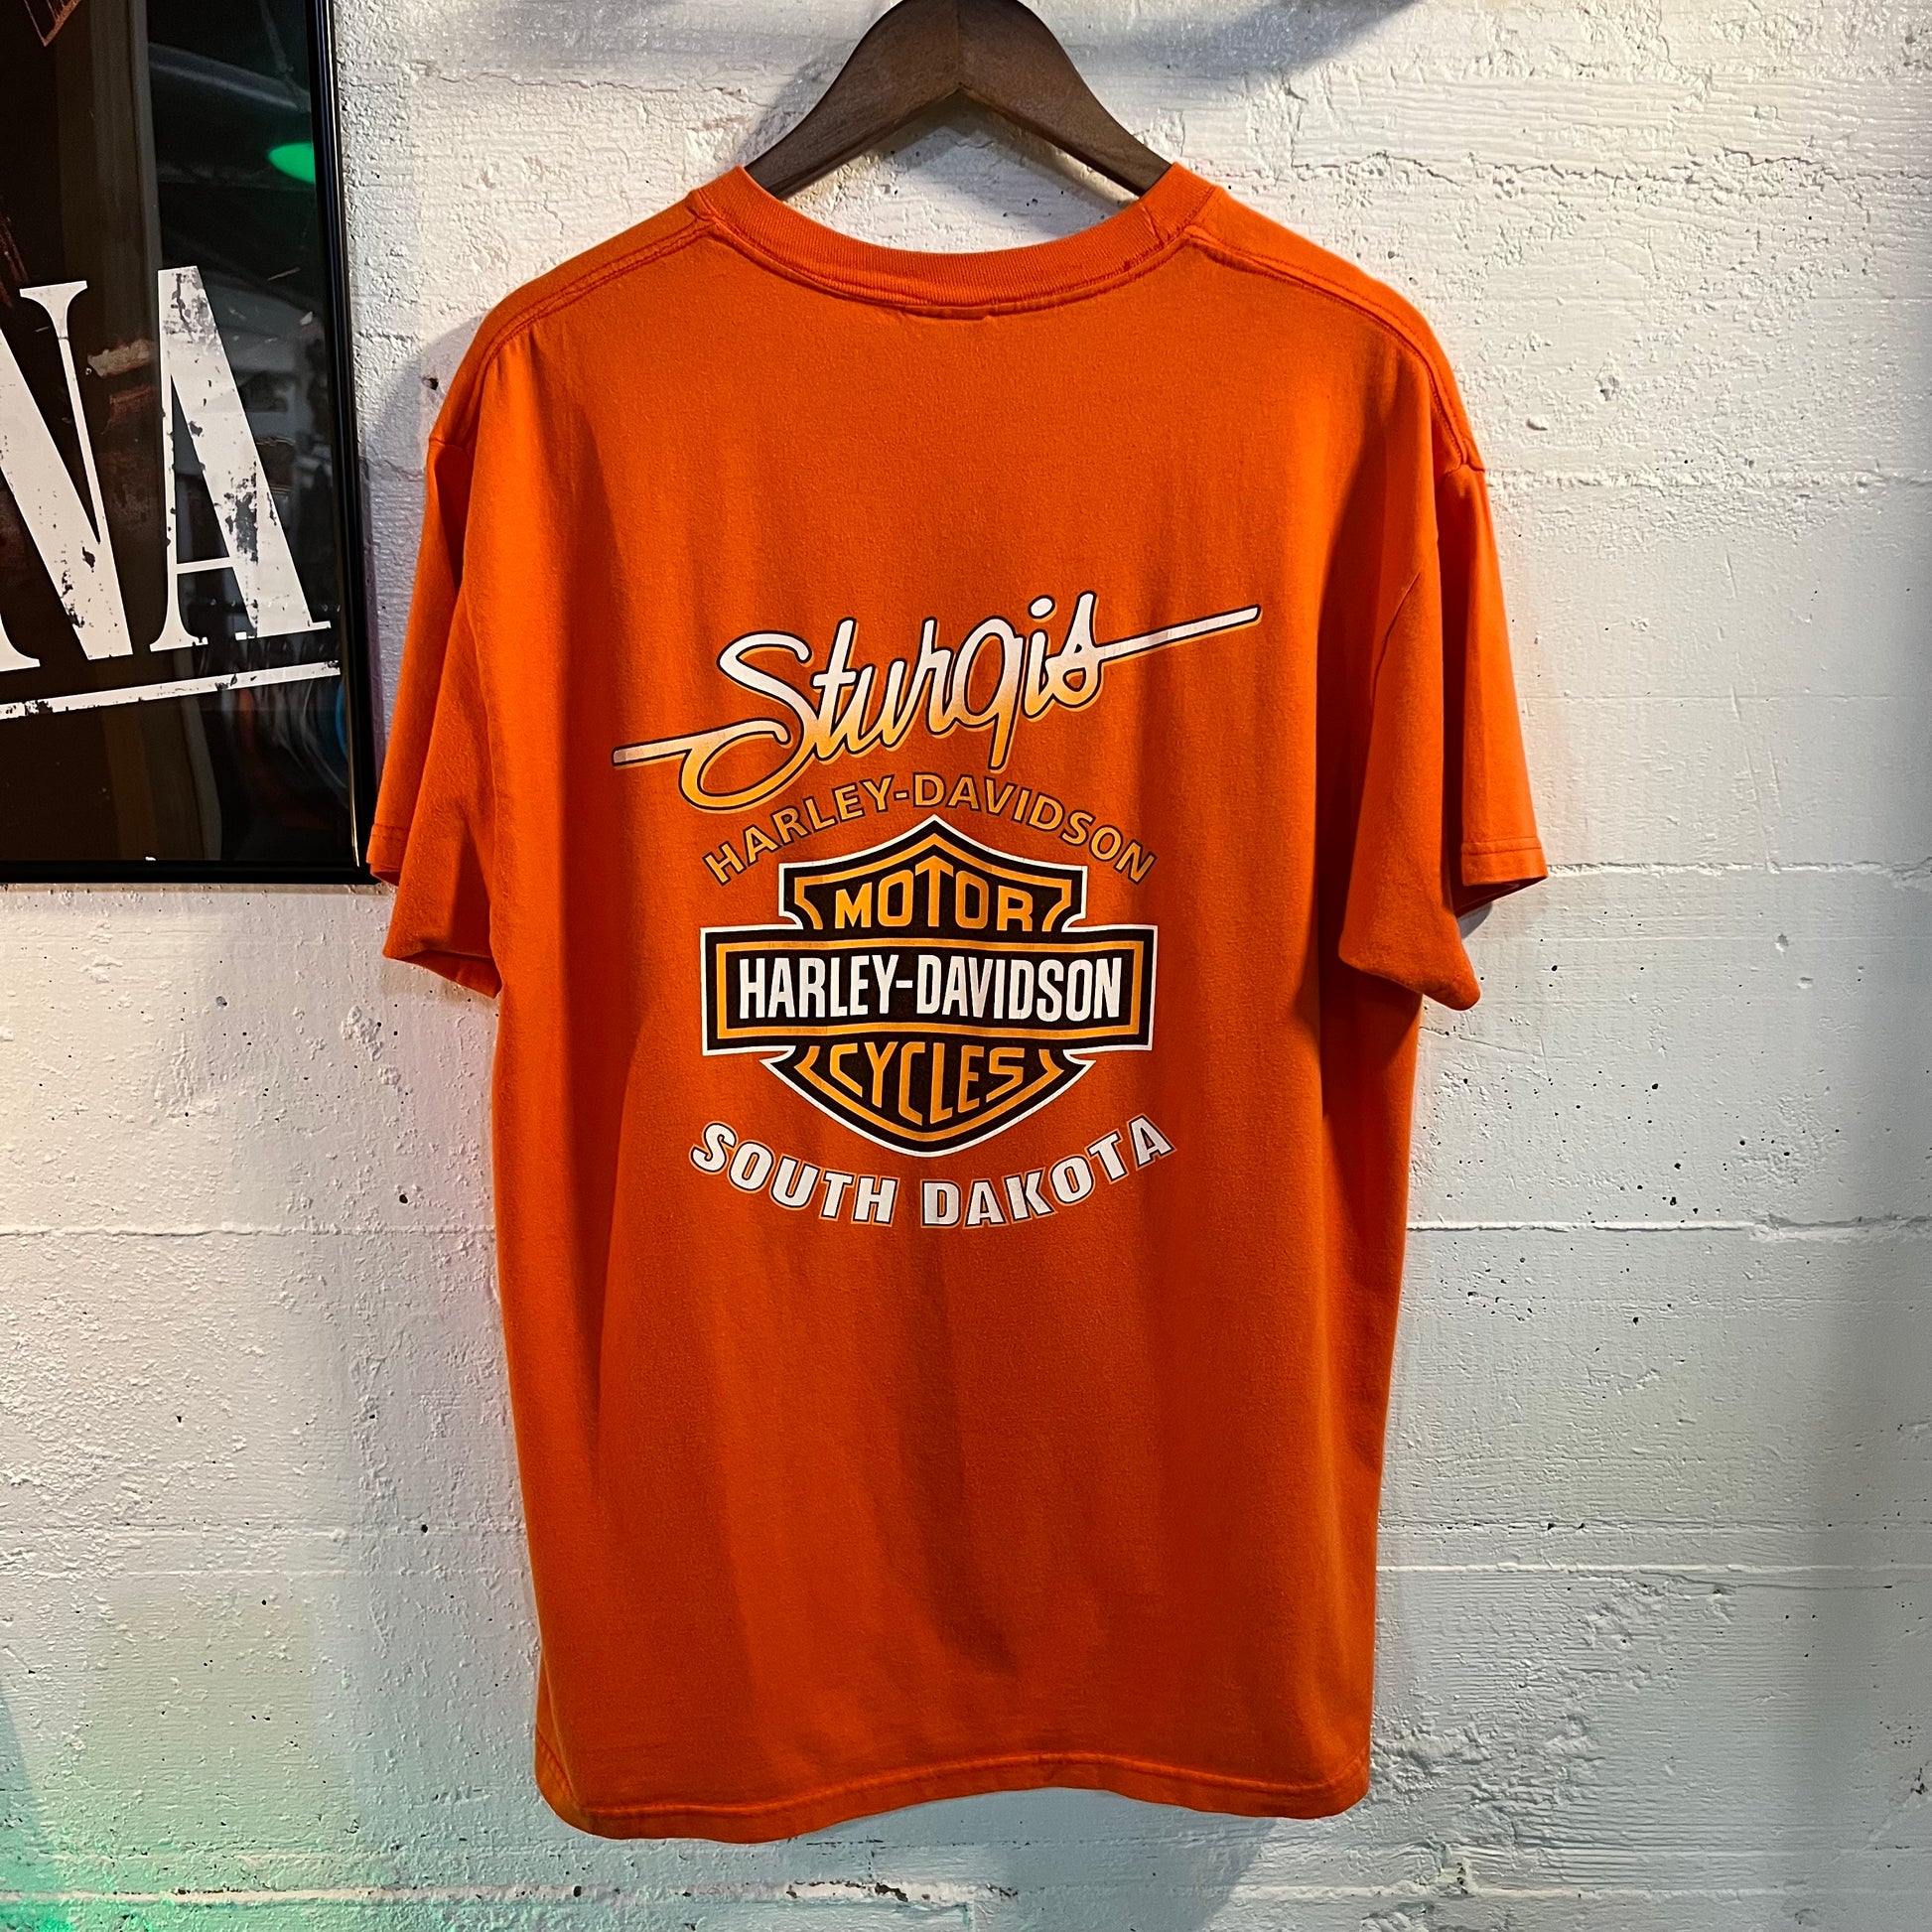 NA
Sturgis
HARLEY-DAVIDSON
MOTOR
HARLEY-DAVIDSON
CYCLES
SOUTH DAKOTA